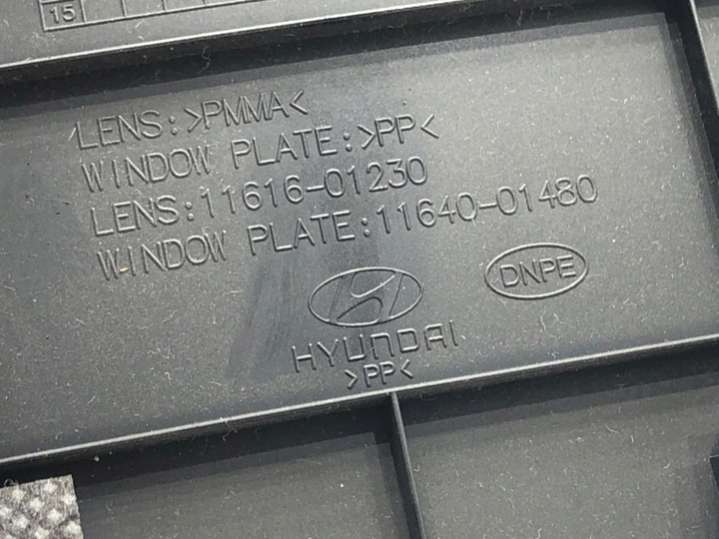 15
LENS:>PMMA<
WINDOW PLATE:>PP<
LENS:11616-01230
WINDOW PLATE:11640-01480
DNPE
HYUNDAI
>PP<